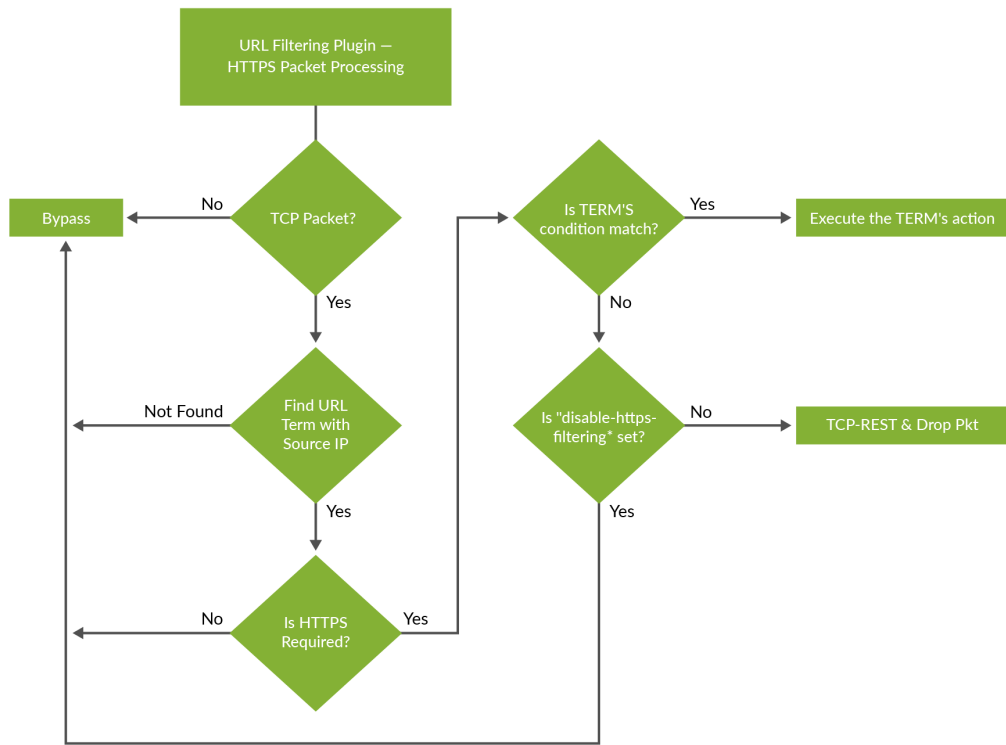 URL Filtering Plugin —
HTTPS Packet Processing
No
Bypass
TCP Packet?
Yes
Not Found
Find URL
Term with
Source IP
Yes
No
Is HTTPS
Required?
Yes
Is TERM'S
condition match?
Yes
Execute the TERM's action
No
Is "disable-https-
filtering* set?
No
TCP-REST & Drop Pkt
Yes